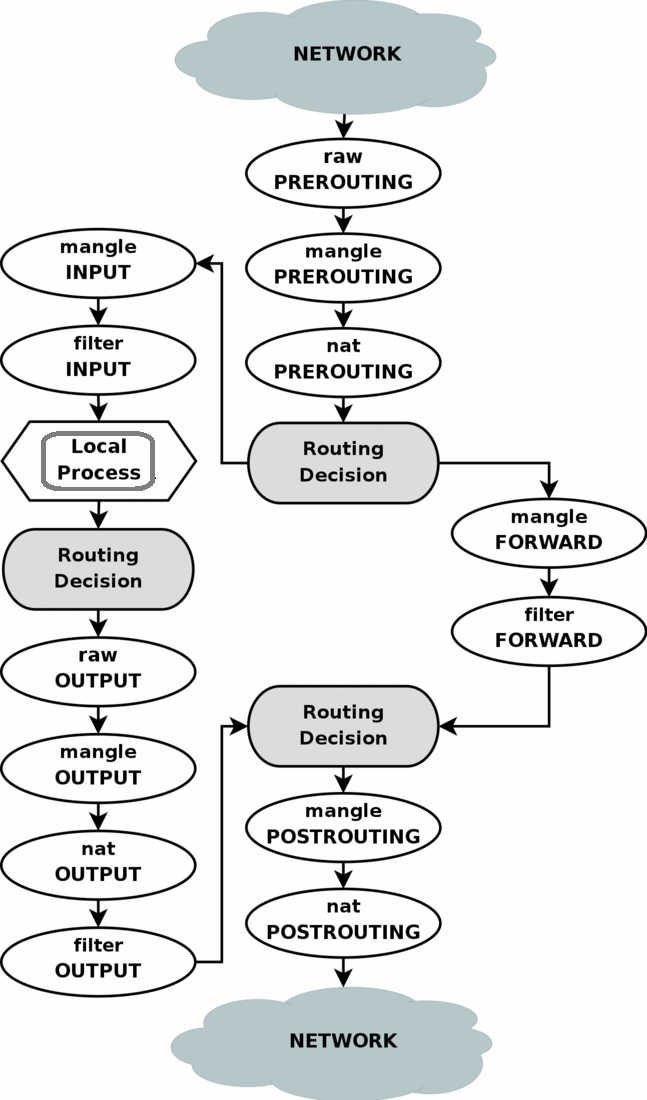 NETWORK
raw
PREROUTING
mangle
PREROUTING
nat
PREROUTING
Routing
Decision
mangle
INPUT
filter
INPUT
Local
Process
Routing
Decision
raw
OUTPUT
mangle
OUTPUT
nat
OUTPUT
filter
OUTPUT
mangle
FORWARD
filter
FORWARD
Routing
Decision
mangle
POSTROUTING
nat
POSTROUTING
NETWORK